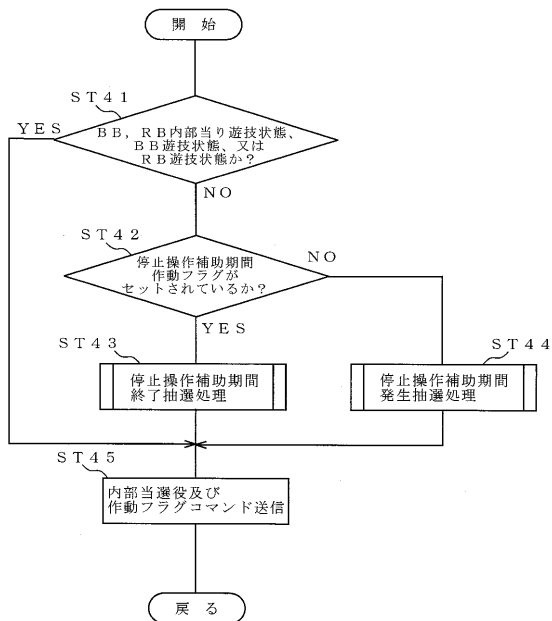 開 始
ＳＴ４１
ＹＥＳ
ＢＢ，ＲＢ内部当り遊技状態、
ＢＢ遊技状態、又は
ＲＢ遊技状態か？
ＮＯ
ＳＴ４２
ＮＯ
停止操作補助期間
作動フラグが
セットされているか？
ＹＥＳ
ＳＴ４３
ＳＴ４４
停止操作補助期間
終了抽選処理
停止操作補助期間
発生抽選処理
ＳＴ４５
内部当選役及び
作動フラグコマンド送信
戻 る